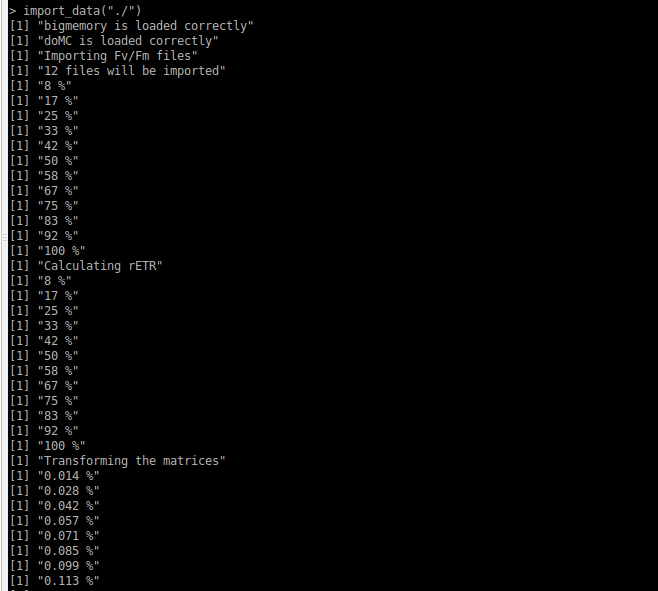 > import_data("./")
[1] "bigmemory is loaded correctly"
[1] "doMC is loaded correctly"
[1] "Importing Fv/Fm files"
[1] "12 files will be imported"
[1] "8 %"
[1] "17 %"
[1] "25 %"
[1] "33 %"
[1] "42 %"
[1] "50 %"
[1] "58 %"
[1] "67 %"
[1] "75 %"
[1] "83 %"
[1] "92 %"
[1] "100 %"
[1] "Calculating rETR"
[1] "8 %"
[1] "17 %"
[1] "25 %"
[1] "33 %"
[1] "42 %"
[1] "50 %"
[1] "58 %"
[1] "67 %"
[1] "75 %"
[1] "83 %"
[1] "92 %"
[1] "100 %"
[1] "Transforming the matrices"
[1] "0.014 %"
[1] "0.028 %"
[1] "0.042 %"
[1] "0.057 %"
[1] "0.071 %"
[1] "0.085 %"
[1] "0.099 %"
[1] "0.113 %"